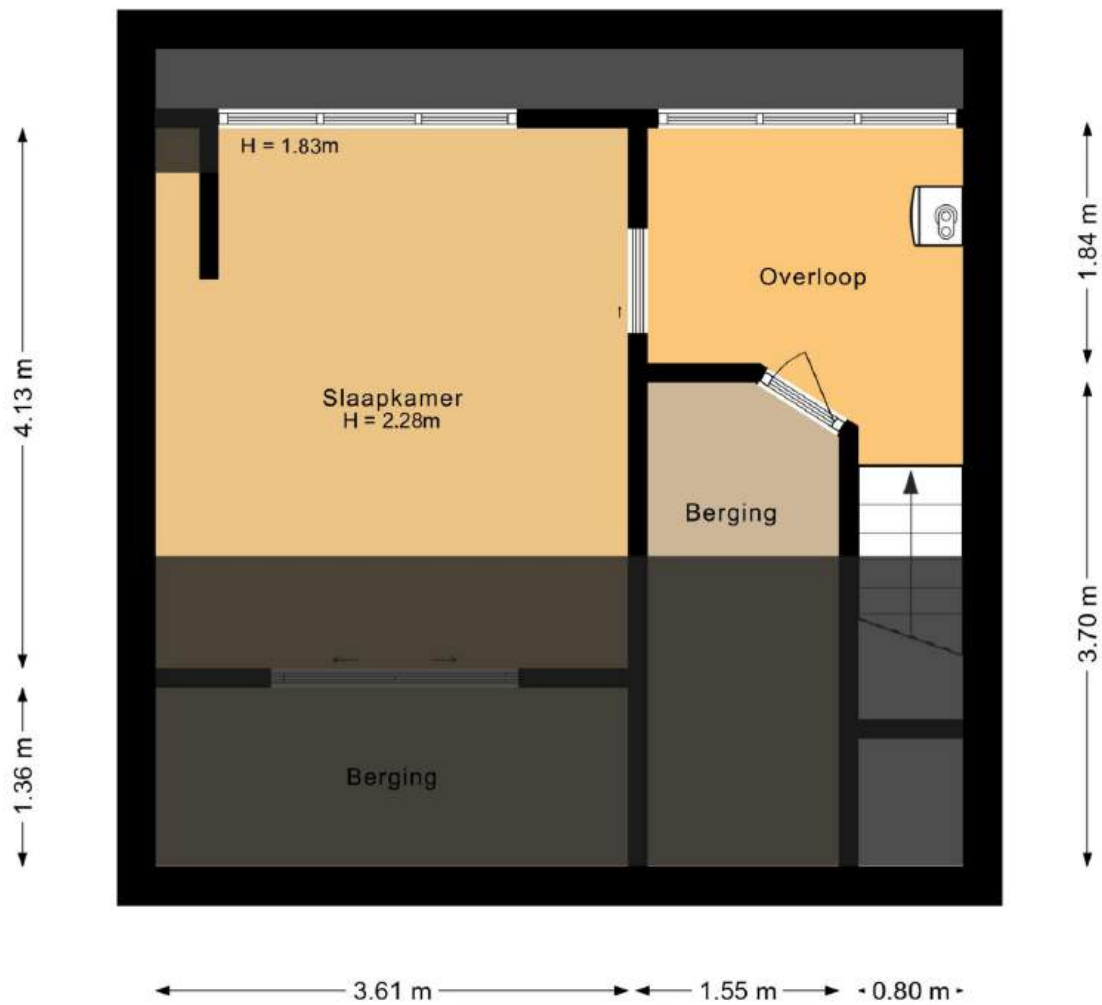 H = 1.83m
Overloop
Slaapkamer
H = 2.28m
Berging
Berging
4.13 m
1.36 m
1.84 m
3.70 m
3.61 m
1.55 m
0.80 m